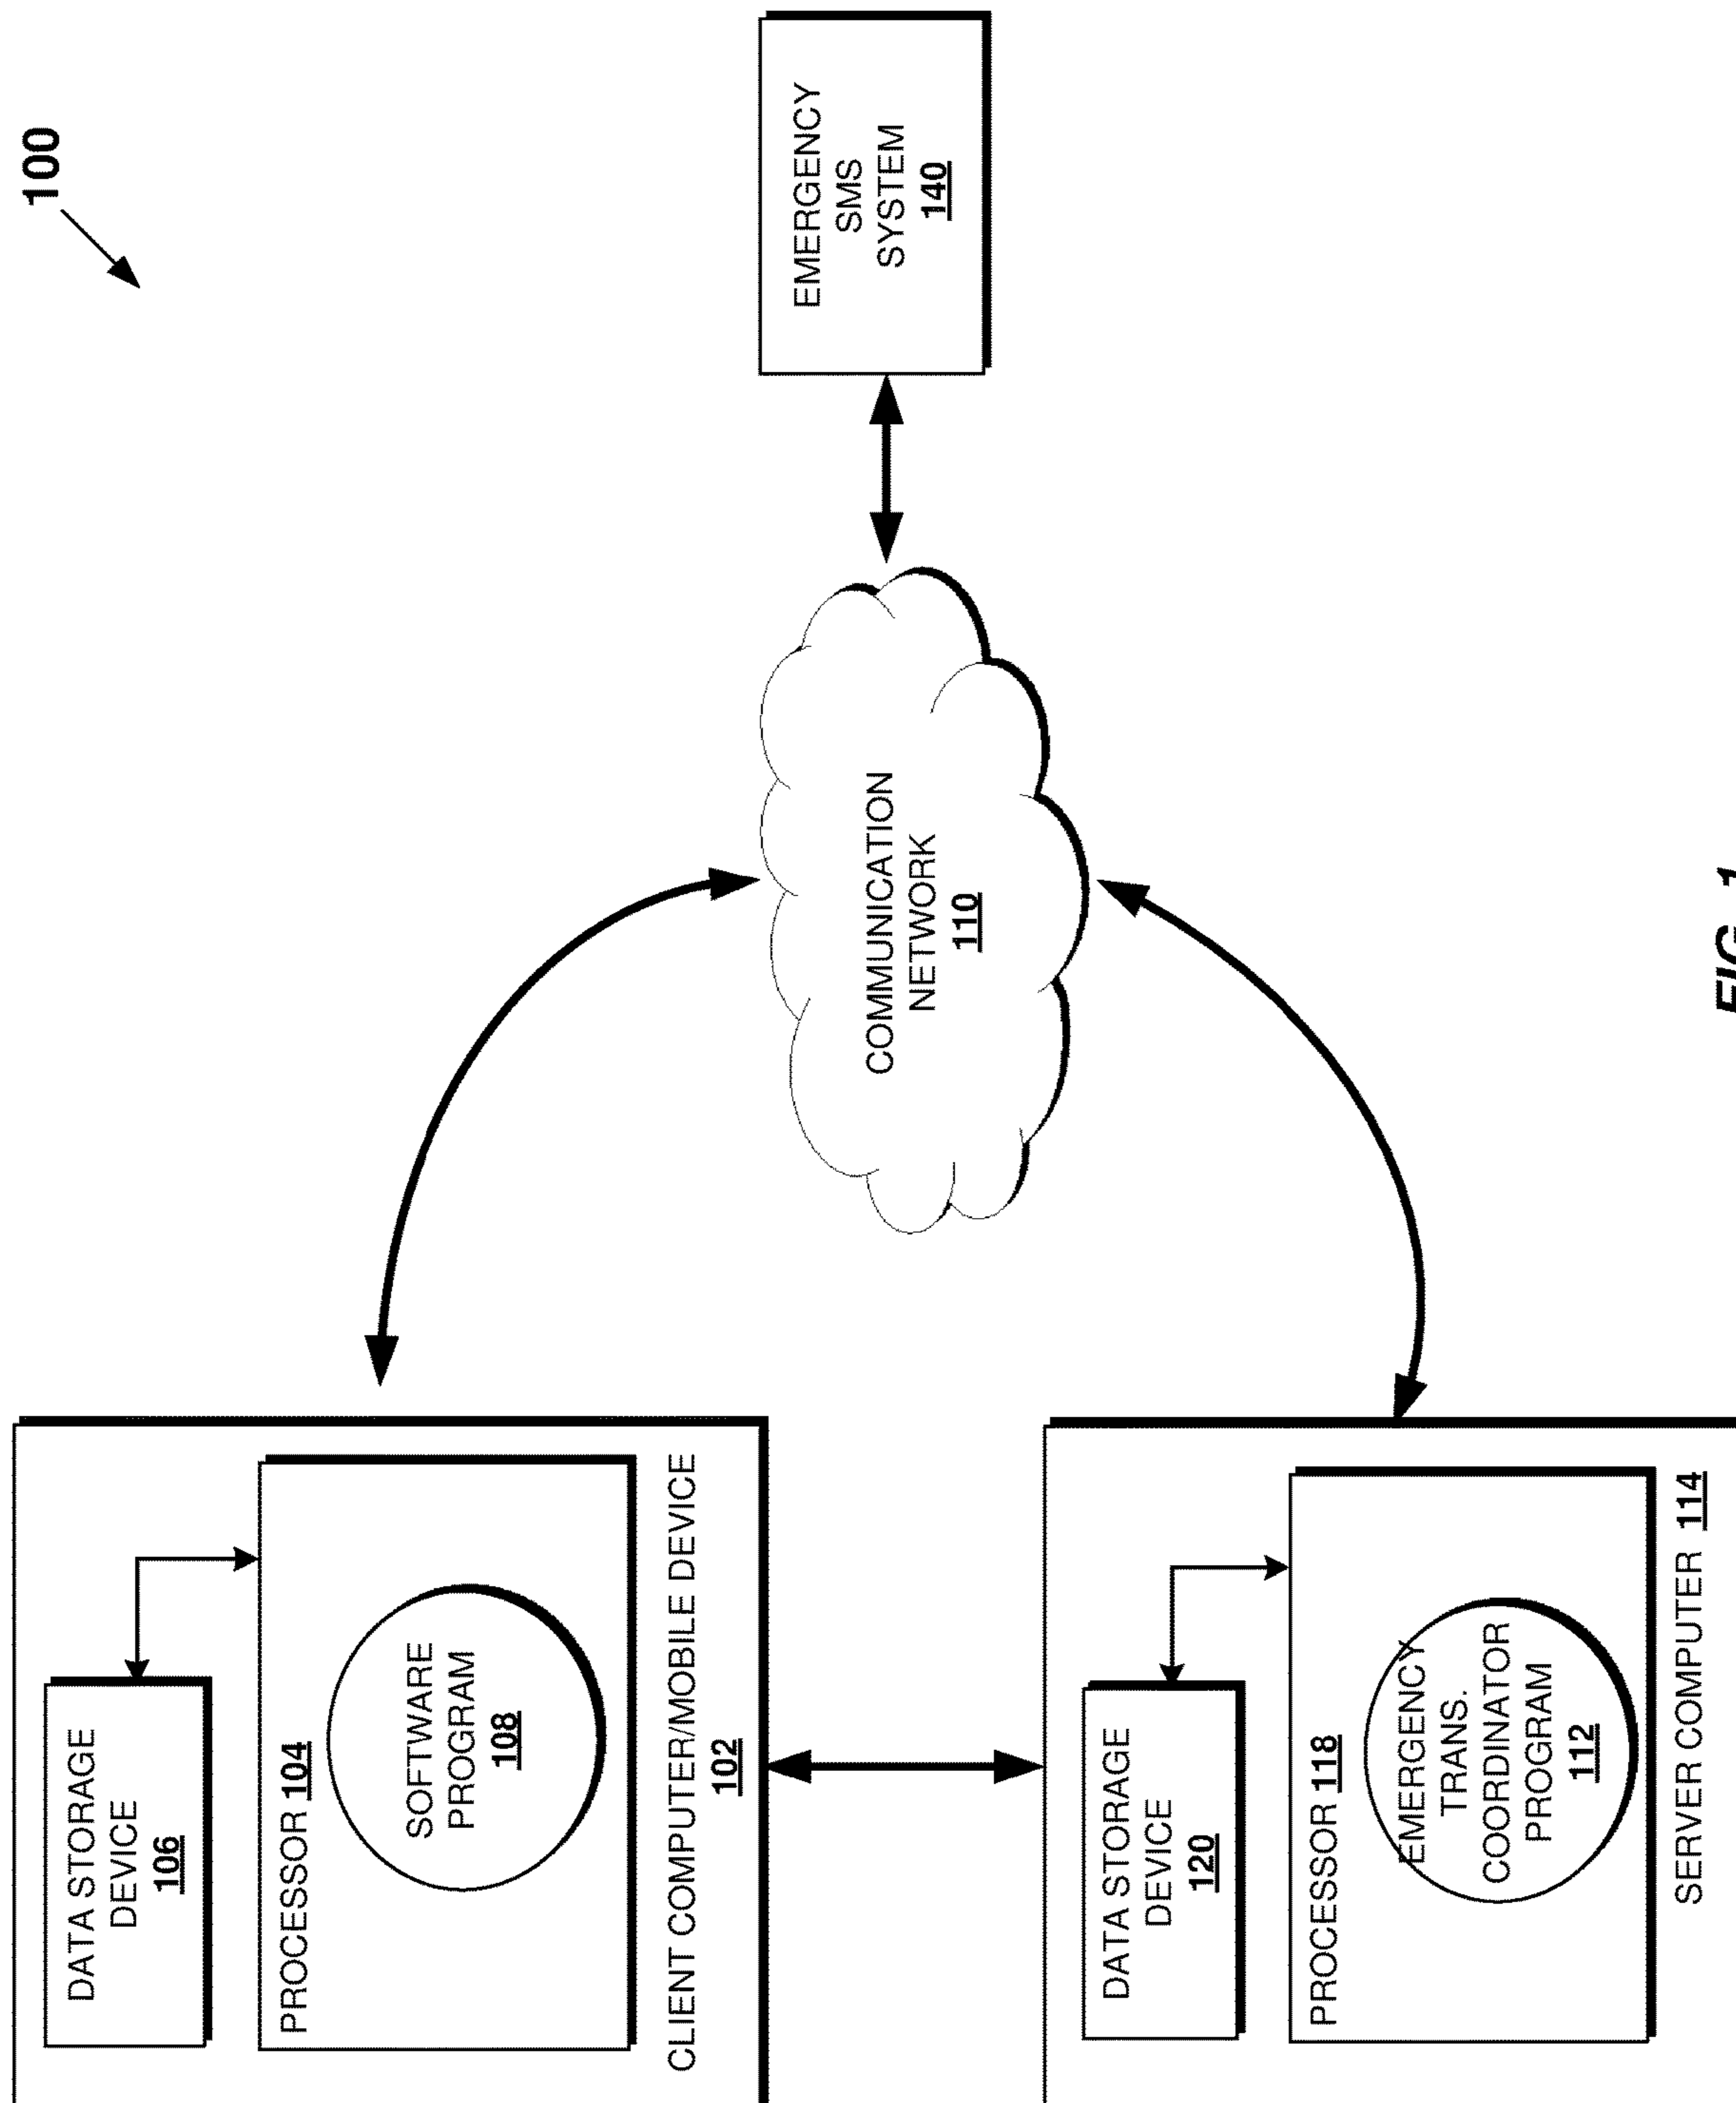 100
DATA STORAGE
DEVICE
106
PROCESSOR 104
SOFTWARE
PROGRAM
108
CLIENT COMPUTER/MOBILE DEVICE
102
COMMUNICATION
NETWORK
110
EMERGENCY
SMS
SYSTEM
140
DATA STORAGE
DEVICE
120
PROCESSOR 118
EMERGENCY
TRANS.
COORDINATOR
PROGRAM
112
SERVER COMPUTER 114
FIG. 1